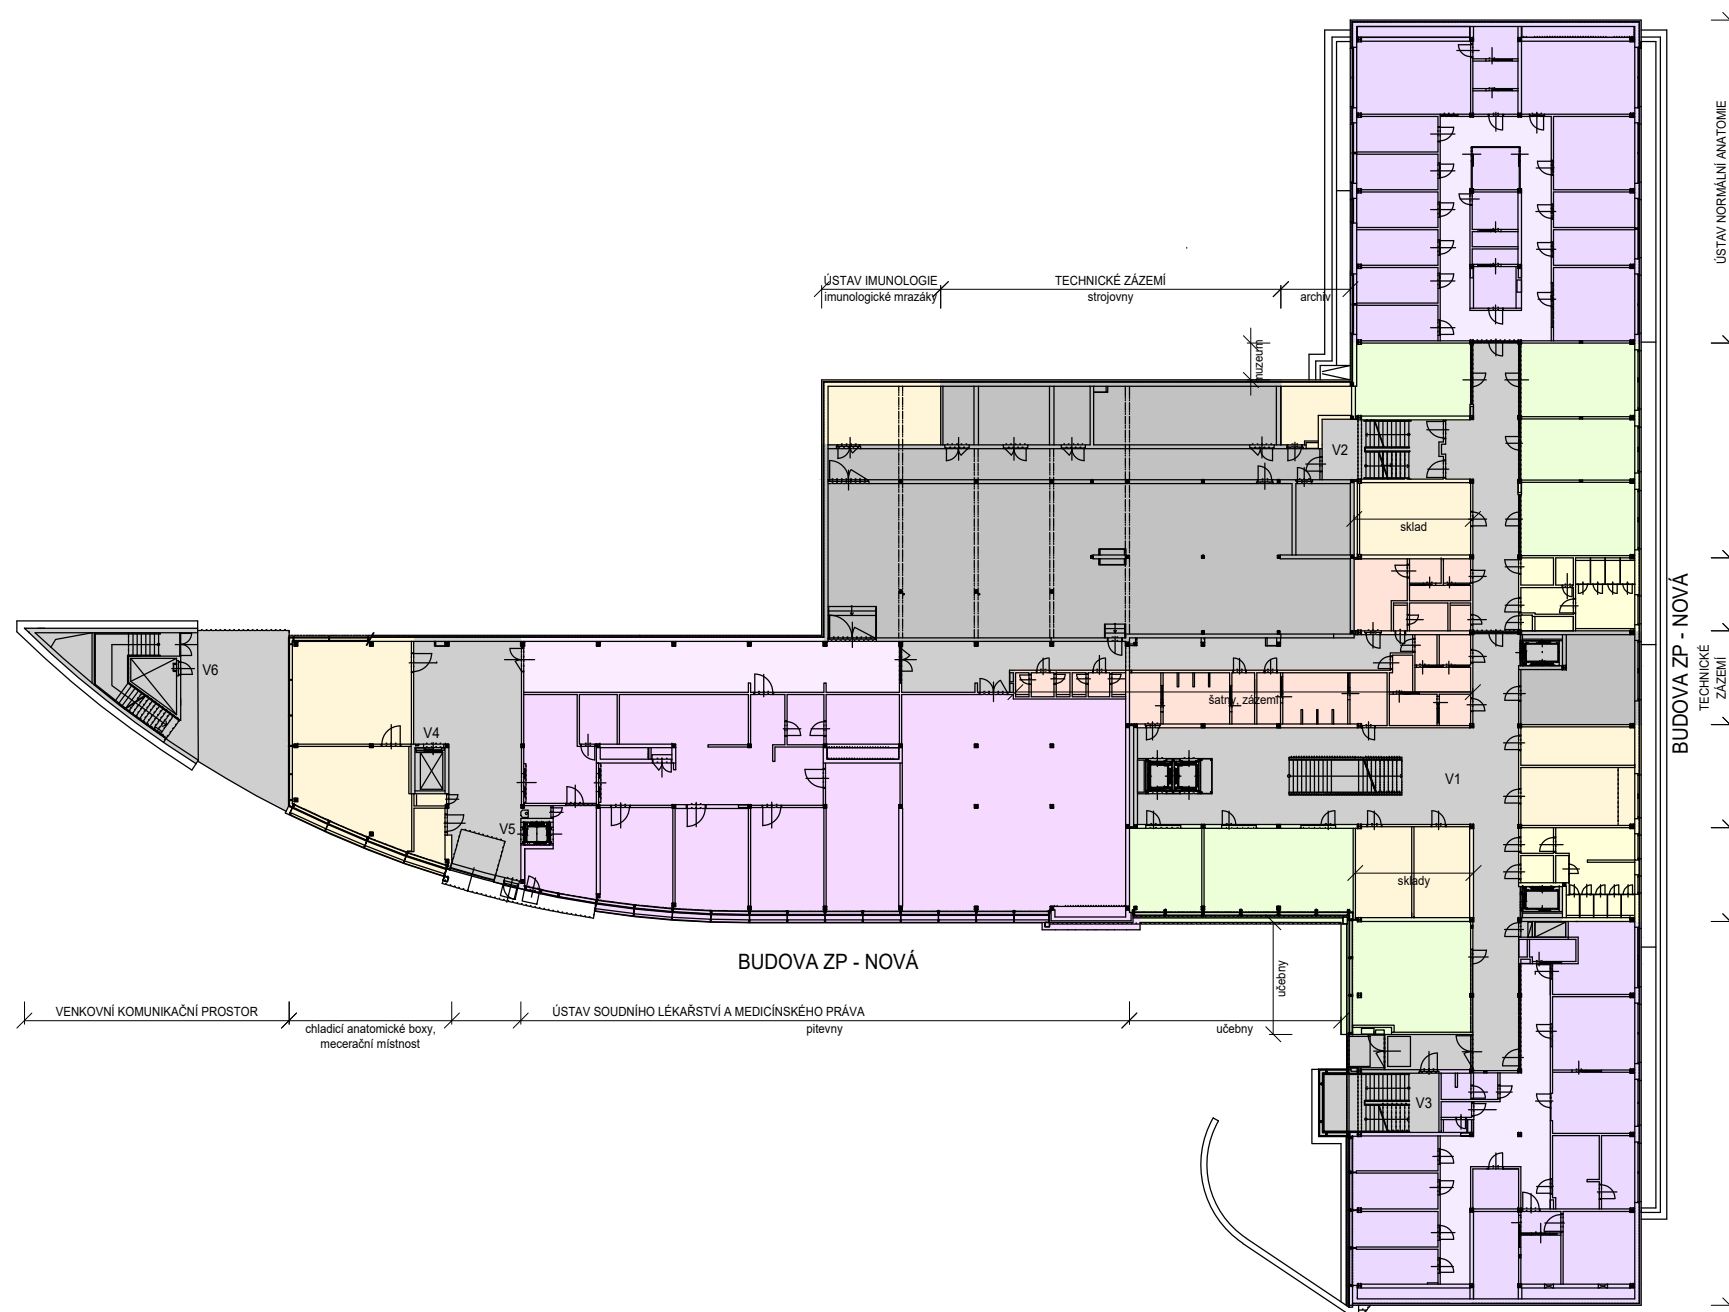 ÚSTAV NORMÁLNÍ ANATOMIE
ÚSTAV IMUNOLOGIE
imunologické mrazáky
TECHNICKÉ ZÁZEMÍ
strojovny
archiv
muzeum
V2
sklad
V6
V4
šatny, zázemí
BUDOVA ZP - NOVÁ
TECHNICKÉ
ZÁZEMÍ
V1
V5
sklady
BUDOVA ZP - NOVÁ
učebny
VENKOVNÍ KOMUNIKAČNÍ PROSTOR
chladicí anatomické boxy,
mecerační místnost
ÚSTAV SOUDNÍHO LÉKAŘSTVÍ A MEDICÍNSKÉHO PRÁVA
pitevny
učebny
V3